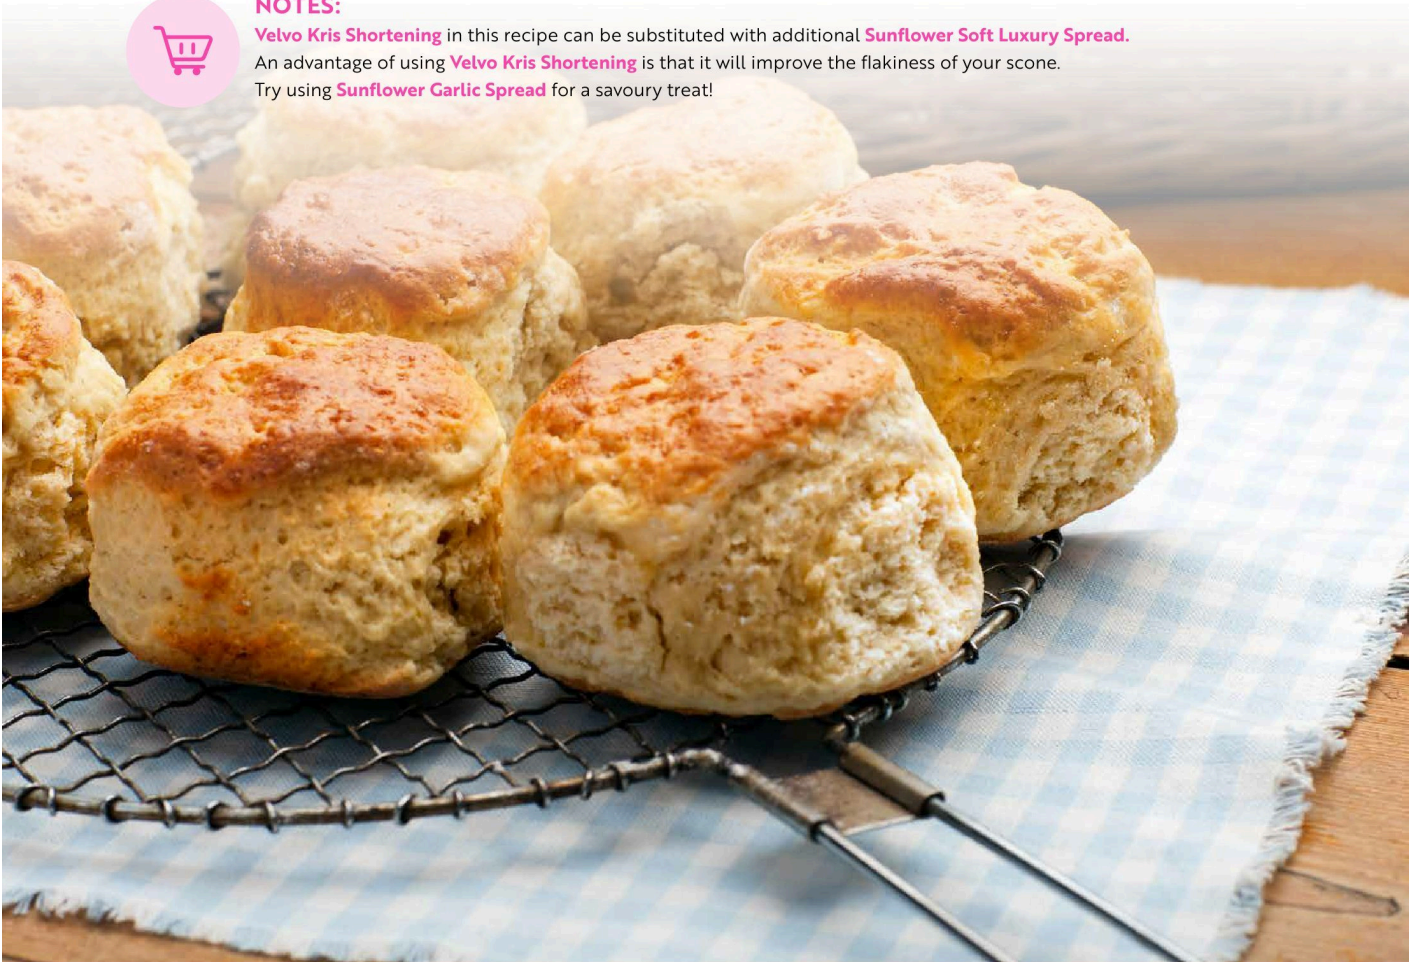 NOTES:
Velvo Kris Shortening in this recipe can be substituted with additional Sunflower Soft Luxury Spread.
An advantage of using Velvo Kris Shortening is that it will improve the flakiness of your scone.
Try using Sunflower Garlic Spread for a savoury treat!